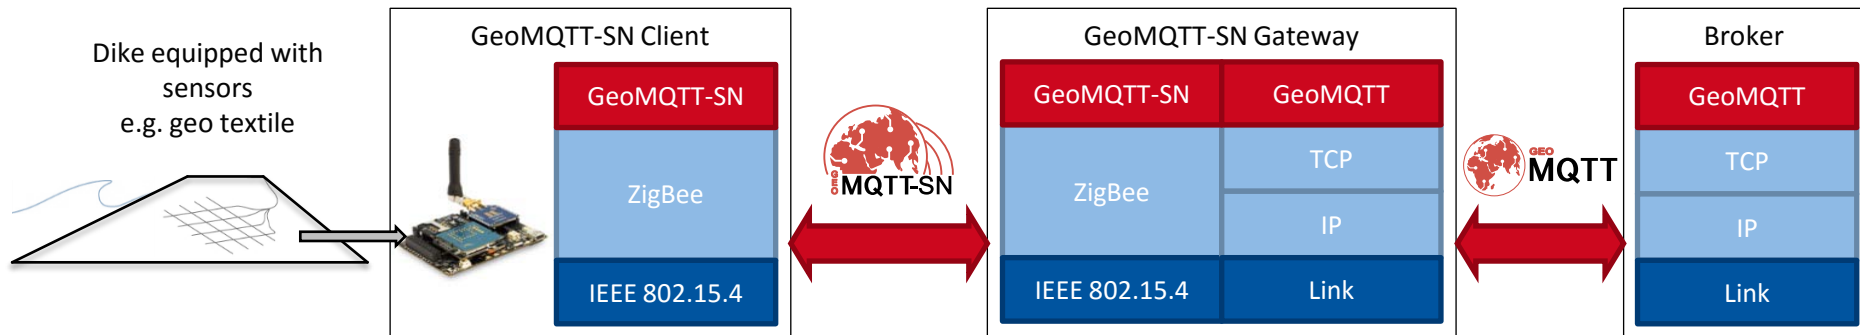 Dike equipped with
sensors
e.g. geo textile
GeoMQTT-SN Client
GeoMQTT-SN
ZigBee
IEEE 802.15.4
GEO
MQTT-SN
GeoMQTT-SN Gateway
GeoMQTT-SN
GeoMQTT
ZigBee
TCP
IP
IEEE 802.15.4
Link
GEO
MQTT
Broker
GeoMQTT
TCP
IP
Link